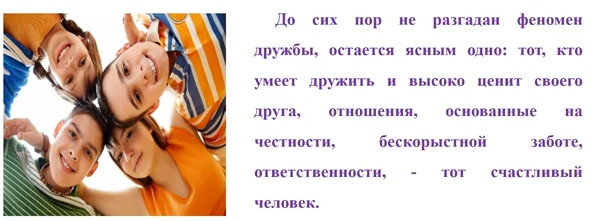 До сих пор не разгадан феномен
дружбы, остается ясным одно: тот, кто
умеет дружить и высоко ценит своего
друга, отношения, основанные на
честности, бескорыстной заботе,
ответственности, - тот счастливый
человек.